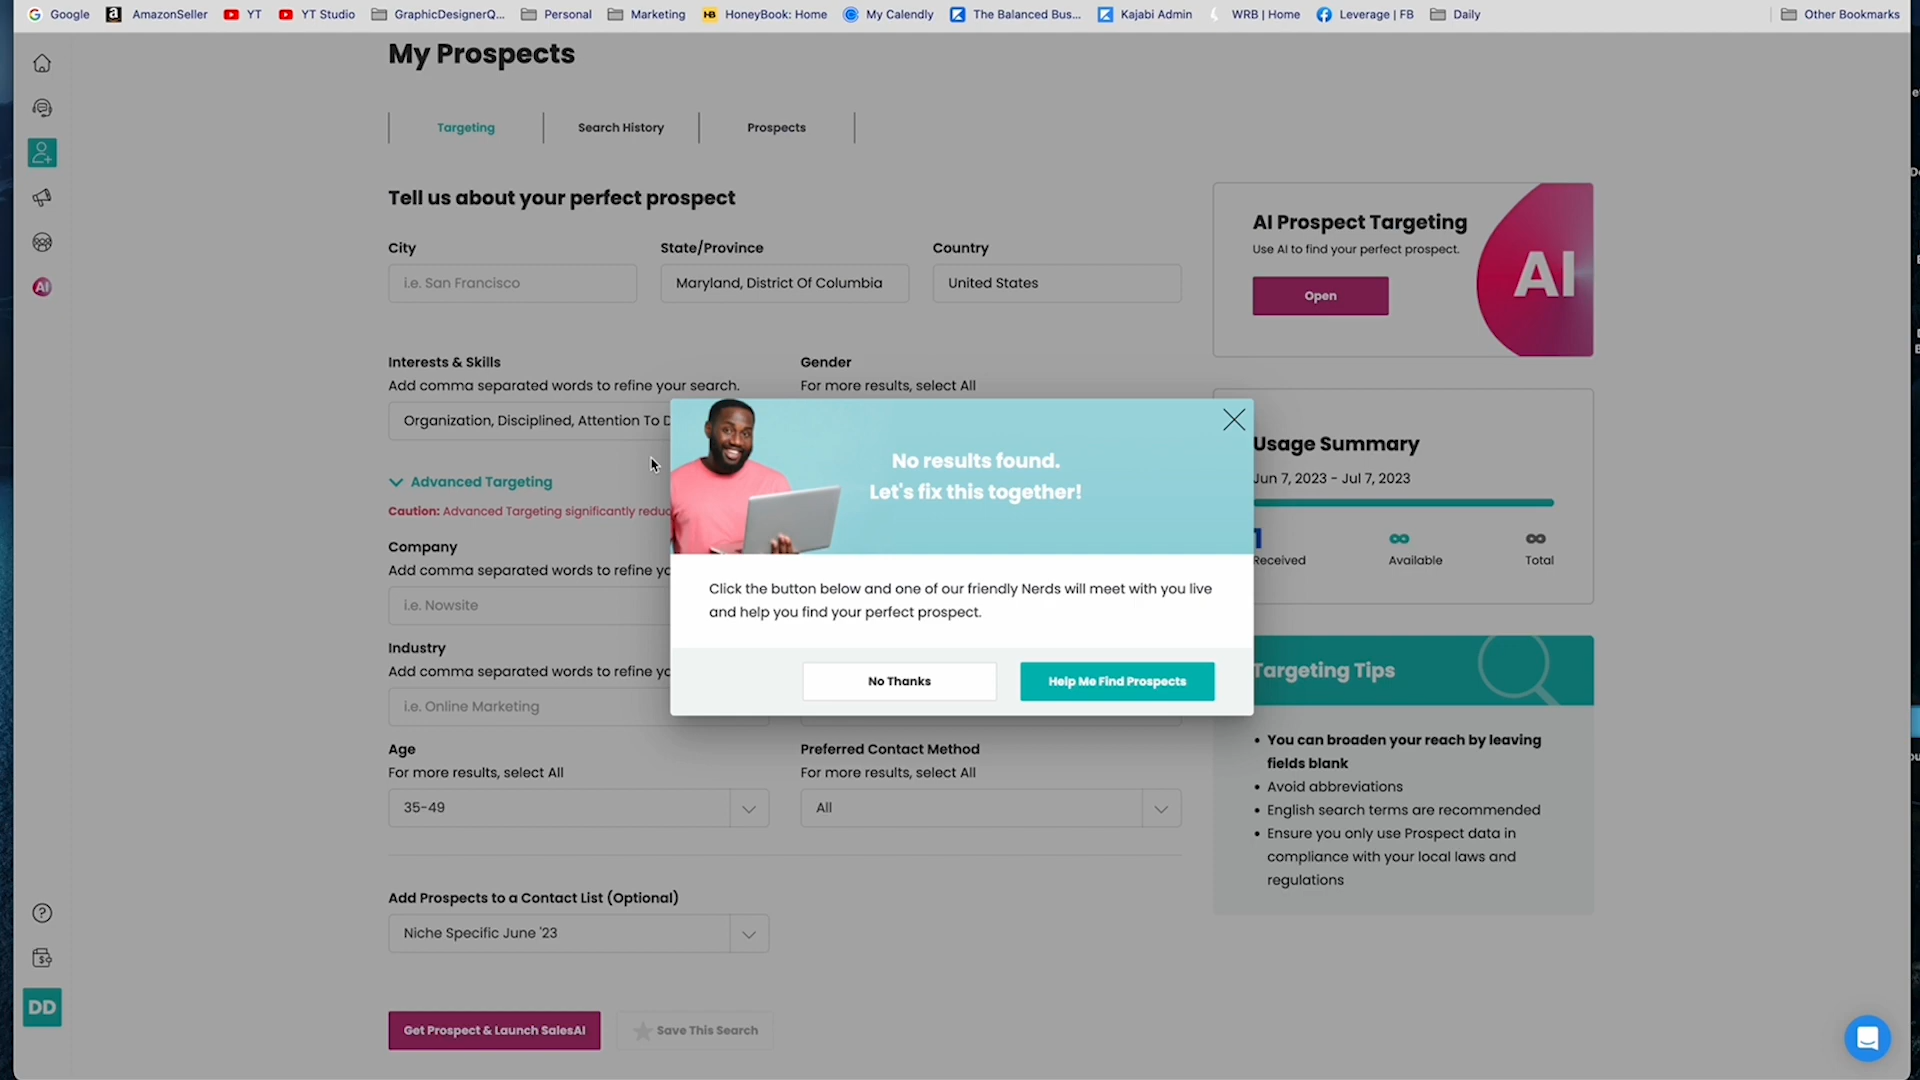 Google
AmazonSeller
YT
YT Studio
GraphicDesignerQ...
Personal
Marketing
HoneyBook: Home
My Calendly
The Balanced Bus...
Kajabi Admin
WRB | Home
Leverage | FB
Daily
Other Bookmarks
My Prospects
Targeting
Search History
Prospects
Tell us about your perfect prospect
City
State/Province
Country
i.e. San Francisco
Maryland, District Of Columbia
United States
AI Prospect Targeting
Use AI to find your perfect prospect.
Open
AI
AI
Interests & Skills
Add comma separated words to refine your search.
Gender
For more results, select All
Organization, Disciplined, Attention To D
No results found.
Let's fix this together!
Usage Summary
Jun 7, 2023 - Jul 7, 2023
Received
Available
Total
Advanced Targeting
Caution: Advanced Targeting significantly reduc
Company
Add comma separated words to refine yo
i.e. Nowsite
Click the button below and one of our friendly Nerds will meet with you live
and help you find your perfect prospect.
No Thanks
Help Me Find Prospects
Industry
Add comma separated words to refine yo
i.e. Online Marketing
Targeting Tips
• You can broaden your reach by leaving
fields blank
• Avoid abbreviations
• English search terms are recommended
• Ensure you only use Prospect data in
compliance with your local laws and
regulations
Age
For more results, select All
35-49
Preferred Contact Method
For more results, select All
All
Add Prospects to a Contact List (Optional)
Niche Specific June '23
DD
Get Prospect & Launch SalesAI
Save This Search